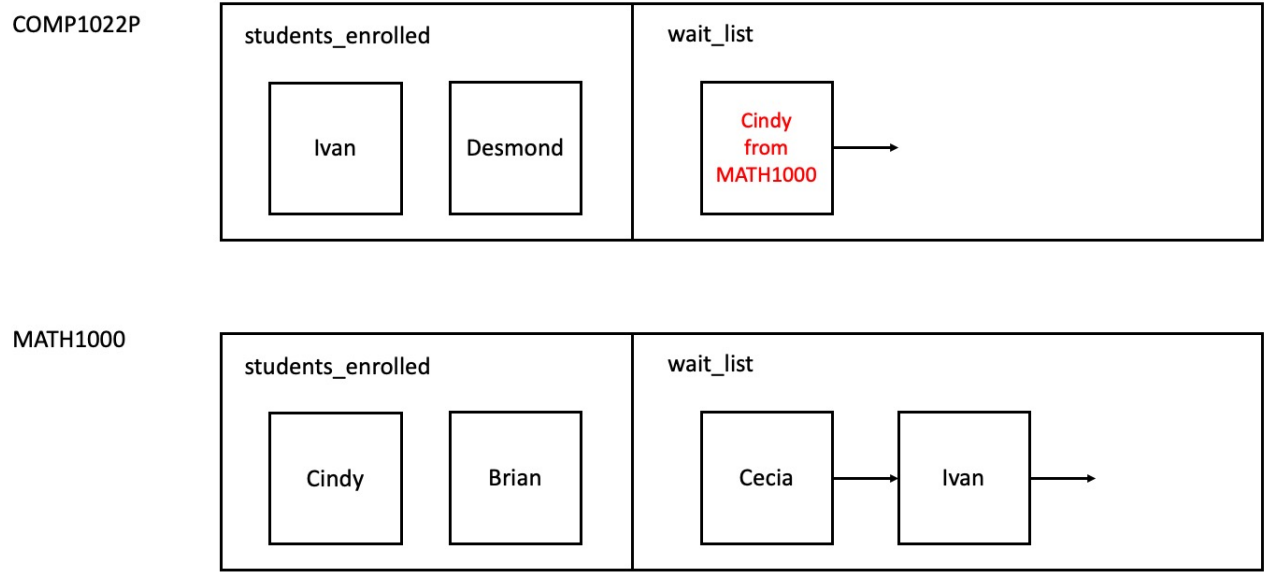 COMP1022P
students_enrolled
wait_list
Ivan
Desmond
Cindy
from
MATH1000
MATH1000
students_enrolled
wait_list
Cindy
Brian
Cecia
Ivan